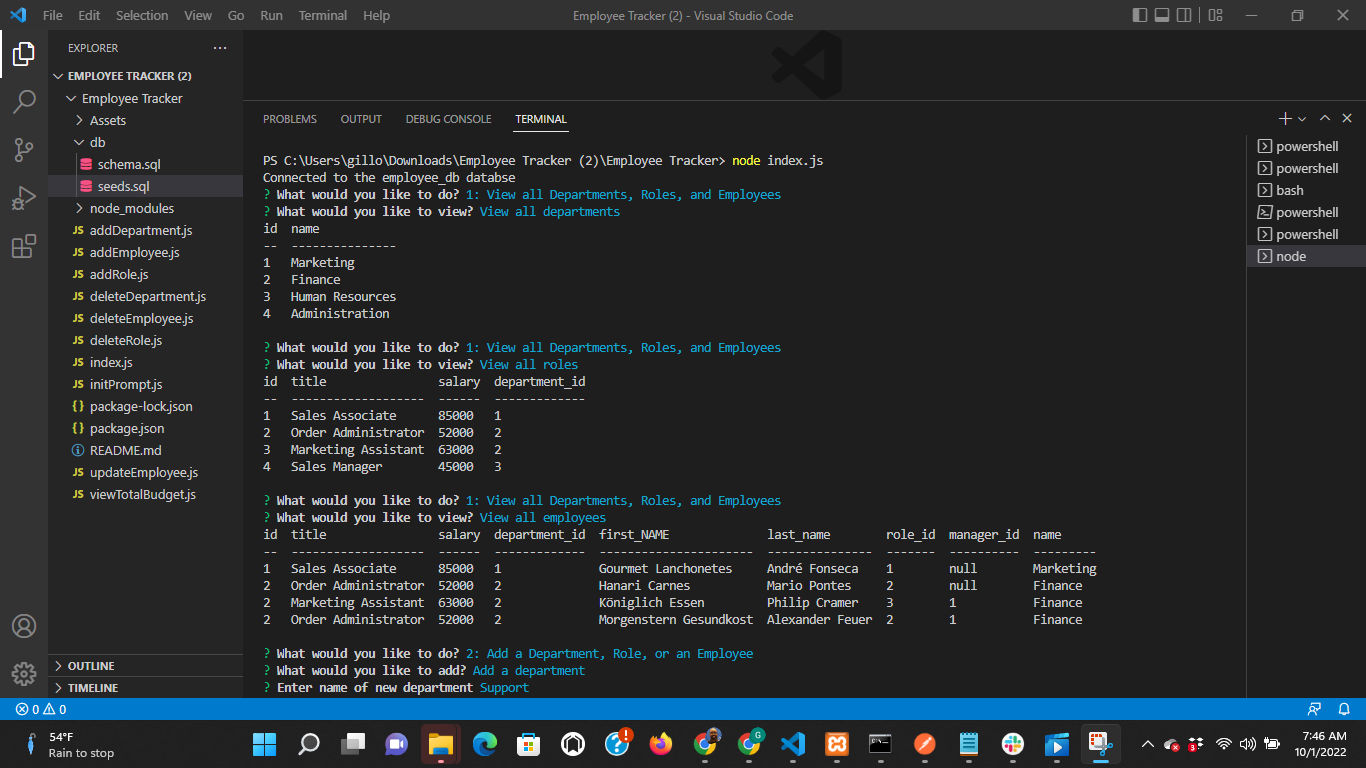 File Edit Selection View Go Run Terminal Help
Employee Tracker (2) - Visual Studio Code
EXPLORER
EMPLOYEE TRACKER (2)
Employee Tracker
Assets
db
schema.sql
seeds.sql
node_modules
JS addDepartment.js
JS addEmployee.js
JS addRole.js
JS deleteDepartment.js
JS deleteEmployee.js
JS deleteRole.js
JS index.js
JS initPrompt.js
{} package-lock.json
{} package.json
README.md
JS updateEmployee.js
JS viewTotalBudget.js
OUTLINE
TIMELINE
PROBLEMS OUTPUT DEBUG CONSOLE TERMINAL
PS C:\Users\gillo\Downloads\Employee Tracker (2)\Employee Tracker> node index.js
Connected to the employee_db databse
? What would you like to do? 1: View all Departments, Roles, and Employees
? What would you like to view? View all departments
id name
-- ---------------
1 Marketing
2 Finance
3 Human Resources
4 Administration
? What would you like to do? 1: View all Departments, Roles, and Employees
? What would you like to view? View all roles
id title salary department_id
-- ------------------- ------ -------------
1 Sales Associate 85000 1
2 Order Administrator 52000 2
3 Marketing Assistant 63000 2
4 Sales Manager 45000 3
? What would you like to do? 1: View all Departments, Roles, and Employees
? What would you like to view? View all employees
id title salary department_id first_NAME last_name role_id manager_id name
-- ------------------- ------ ------------- ---------------------- --------------- ------- ---------- ---------
1 Sales Associate 85000 1 Gourmet Lanchonetes André Fonseca 1 null Marketing
2 Order Administrator 52000 2 Hanari Carnes Mario Pontes 2 null Finance
2 Marketing Assistant 63000 2 Königlich Essen Philip Cramer 3 1 Finance
2 Order Administrator 52000 2 Morgenstern Gesundkost Alexander Feuer 2 1 Finance
? What would you like to do? 2: Add a Department, Role, or an Employee
? What would you like to add? Add a department
? Enter name of new department Support
powershell
powershell
bash
powershell
powershell
node
0 0
54°F
Rain to stop
7:46 AM
10/1/2022